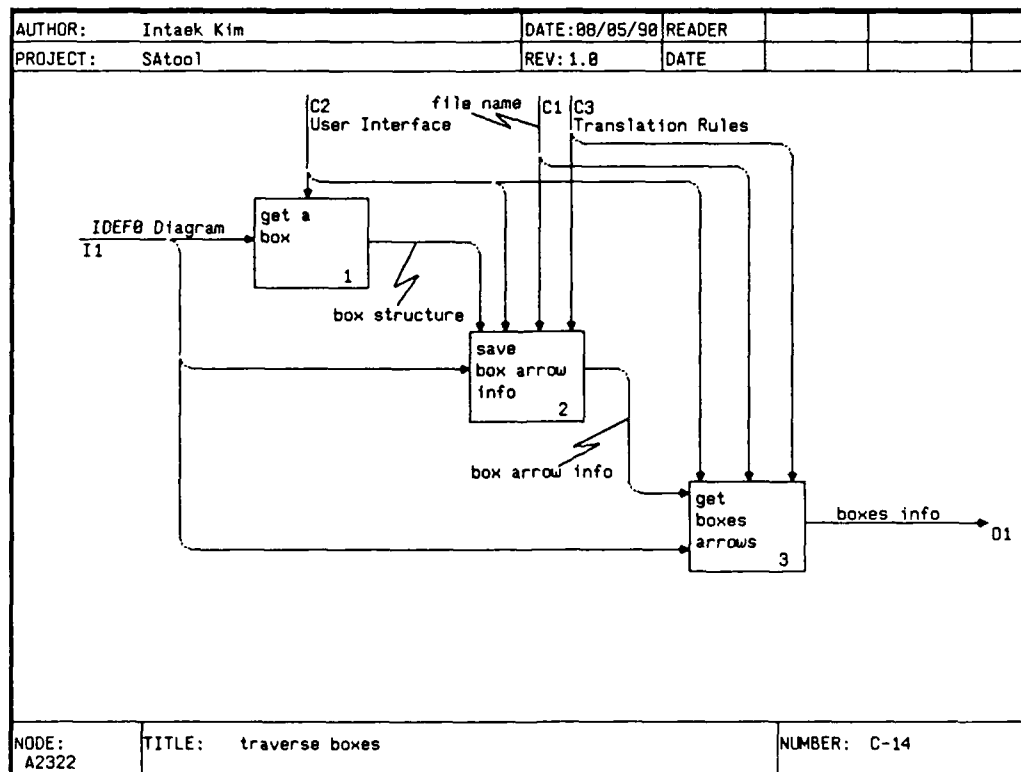 AUTHOR: Intaek Kim DATE:08/05/90 READER
PROJECT: SAtool REV: 1.0 DATE
C2 file name C1 C3
User Interface Translation Rules
IDEF0 Diagram
I1
get a
box
1
box structure
save
box arrow
info
2
box arrow info
get
boxes
arrows
3
boxes info
O1
NODE: TITLE: traverse boxes NUMBER: C-14
A2322